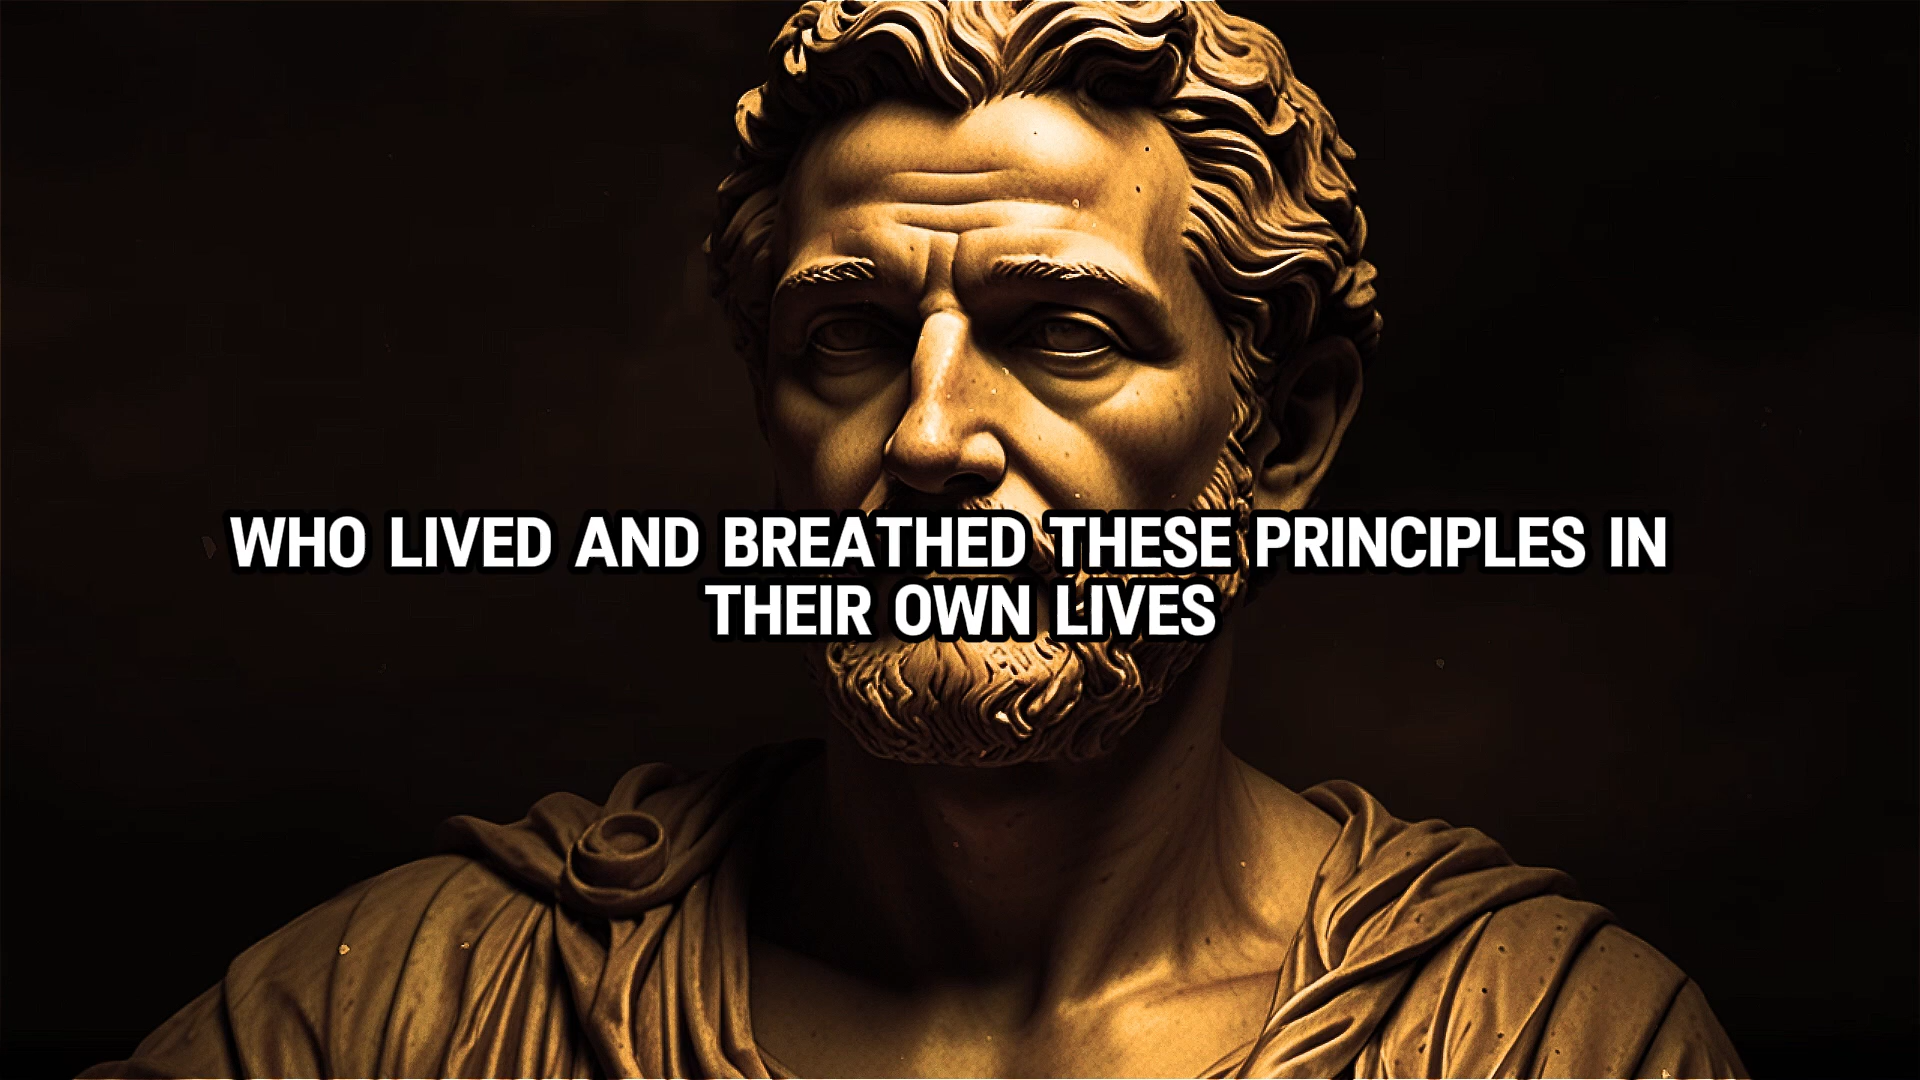 WHO LIVED AND BREATHED THESE PRINCIPLES IN
THEIR OWN LIVES